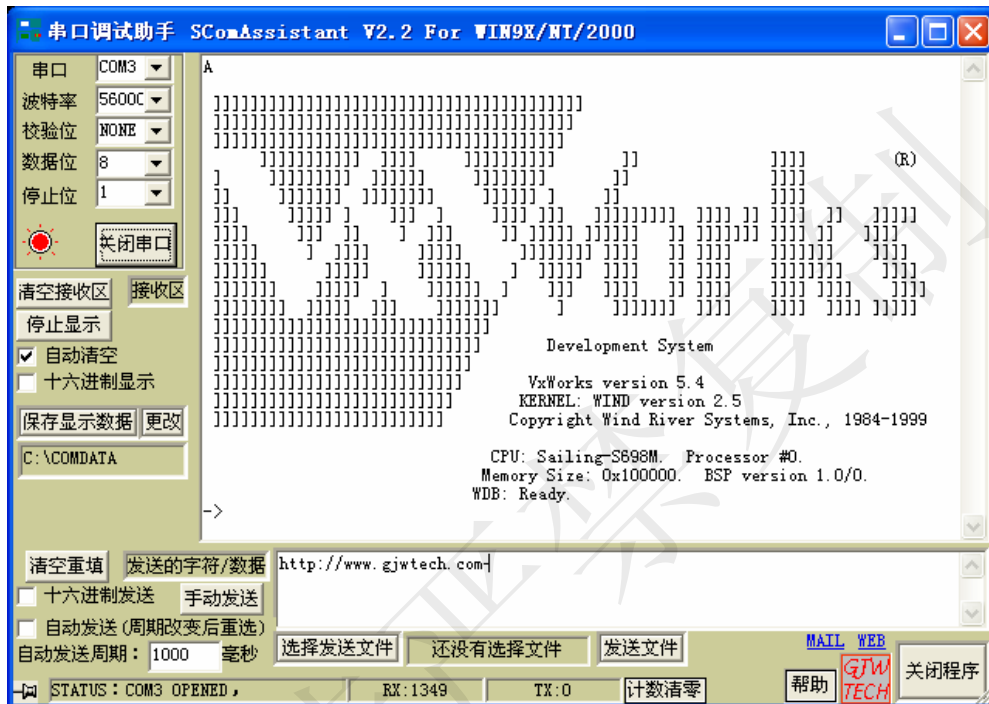 串口调试助手 SComAssistant V2.2 For WIN9X/NT/2000
串口 COM3
波特率 56000
校验位 NONE
数据位 8
停止位 1
关闭串口
清空接收区 接收区
停止显示
自动清空
十六进制显示
保存显示数据 更改
C:\COMDATA
A
(R)
Development System
VxWorks version 5.4
KERNEL: WIND version 2.5
Copyright Wind River Systems, Inc., 1984-1999
CPU: Sailing-S698M. Processor #0.
Memory Size: 0x100000. BSP version 1.0/0.
WDB: Ready.
->
清空重填 发送的字符/数据 http://www.gjwtech.com-
十六进制发送 手动发送
自动发送(周期改变后重选)
自动发送周期: 1000 毫秒
选择发送文件 还没有选择文件 发送文件
MAIL WEB
STATUS:COM3 OPENED, RX:1349 TX:0 计数清零
帮助 GJW TECH 关闭程序
禁复制